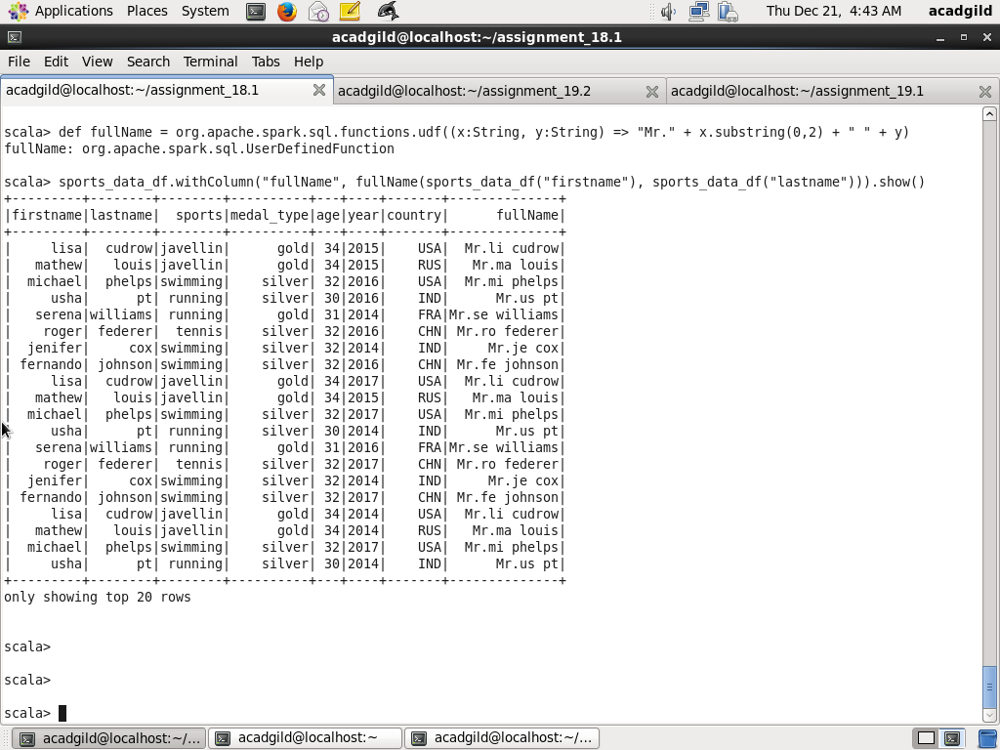 Applications Places System Thu Dec 21, 4:43 AM acadgild
acadgild@localhost:~/assignment_18.1
File Edit View Search Terminal Tabs Help
acadgild@localhost:~/assignment_18.1 acadgild@localhost:~/assignment_19.2 acadgild@localhost:~/assignment_19.1
scala> def fullName = org.apache.spark.sql.functions.udf((x:String, y:String) => "Mr." + x.substring(0,2) + " " + y)
fullName: org.apache.spark.sql.UserDefinedFunction
scala> sports_data_df.withColumn("fullName", fullName(sports_data_df("firstname"), sports_data_df("lastname"))).show()
+---------+--------+--------+----------+---+----+-------+--------------+
|firstname|lastname|  sports|medal_type|age|year|country|      fullName|
+---------+--------+--------+----------+---+----+-------+--------------+
|     lisa|  cudrow|javellin|      gold| 34|2015|    USA|  Mr.li cudrow|
|   mathew|   louis|javellin|      gold| 34|2015|    RUS|   Mr.ma louis|
|  michael|  phelps|swimming|    silver| 32|2016|    USA|  Mr.mi phelps|
|     usha|      pt| running|    silver| 30|2016|    IND|      Mr.us pt|
|   serena|williams| running|      gold| 31|2014|    FRA|Mr.se williams|
|    roger| federer|  tennis|    silver| 32|2016|    CHN| Mr.ro federer|
|  jenifer|     cox|swimming|    silver| 32|2014|    IND|     Mr.je cox|
| fernando| johnson|swimming|    silver| 32|2016|    CHN| Mr.fe johnson|
|     lisa|  cudrow|javellin|      gold| 34|2017|    USA|  Mr.li cudrow|
|   mathew|   louis|javellin|      gold| 34|2015|    RUS|   Mr.ma louis|
|  michael|  phelps|swimming|    silver| 32|2017|    USA|  Mr.mi phelps|
|     usha|      pt| running|    silver| 30|2014|    IND|      Mr.us pt|
|   serena|williams| running|      gold| 31|2016|    FRA|Mr.se williams|
|    roger| federer|  tennis|    silver| 32|2017|    CHN| Mr.ro federer|
|  jenifer|     cox|swimming|    silver| 32|2014|    IND|     Mr.je cox|
| fernando| johnson|swimming|    silver| 32|2017|    CHN| Mr.fe johnson|
|     lisa|  cudrow|javellin|      gold| 34|2014|    USA|  Mr.li cudrow|
|   mathew|   louis|javellin|      gold| 34|2014|    RUS|   Mr.ma louis|
|  michael|  phelps|swimming|    silver| 32|2017|    USA|  Mr.mi phelps|
|     usha|      pt| running|    silver| 30|2014|    IND|      Mr.us pt|
+---------+--------+--------+----------+---+----+-------+--------------+
only showing top 20 rows
scala>
scala>
scala>
acadgild@localhost:~/... acadgild@localhost:~ acadgild@localhost:~/...